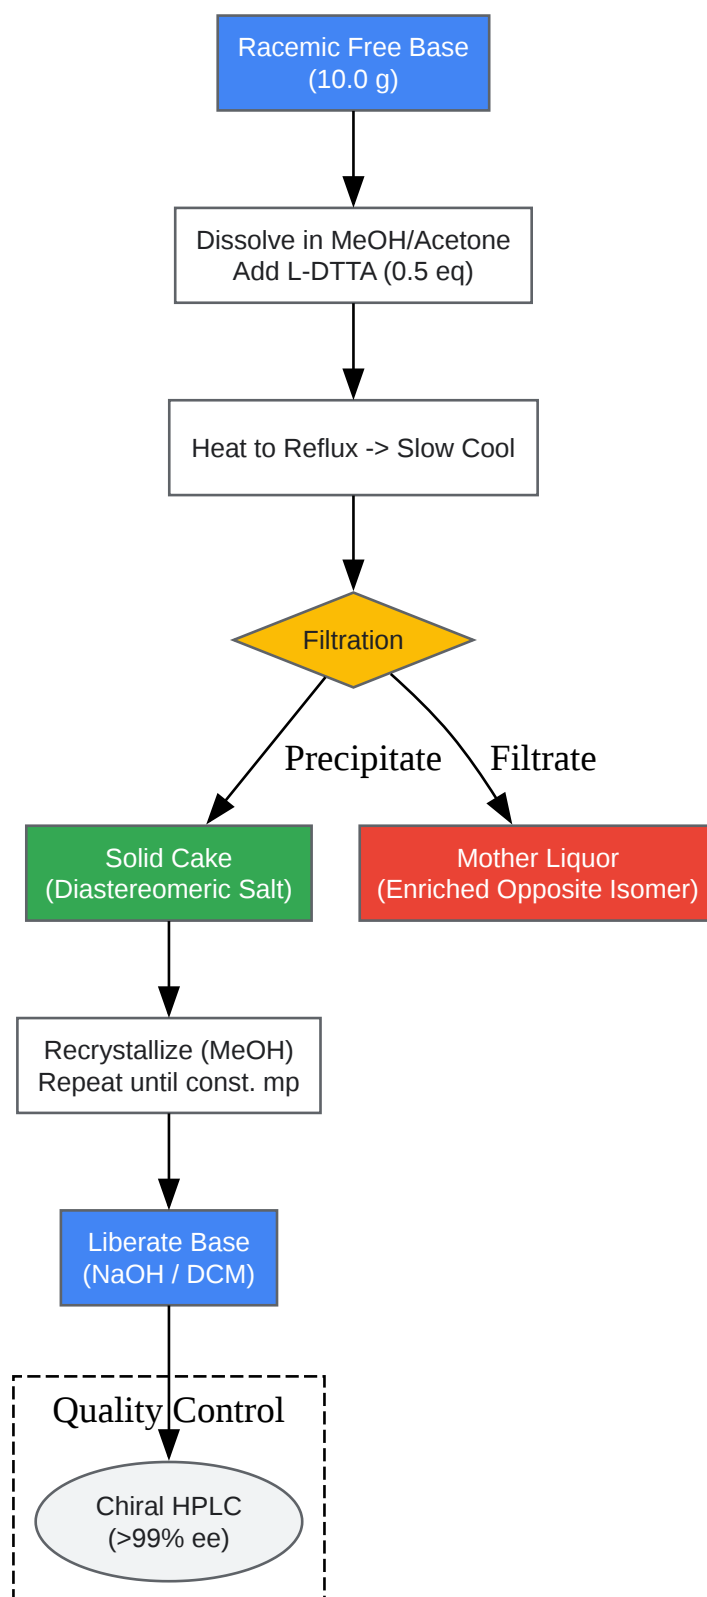 Racemic Free Base
(10.0 g)
Dissolve in MeOH/Acetone
Add L-DTTA (0.5 eq)
Heat to Reflux -> Slow Cool
Filtration
Precipitate
Filtrate
Solid Cake
(Diastereomeric Salt)
Mother Liquor
(Enriched Opposite Isomer)
Recrystallize (MeOH)
Repeat until const. mp
Liberate Base
(NaOH / DCM)
Quality Control
Chiral HPLC
(>99% ee)